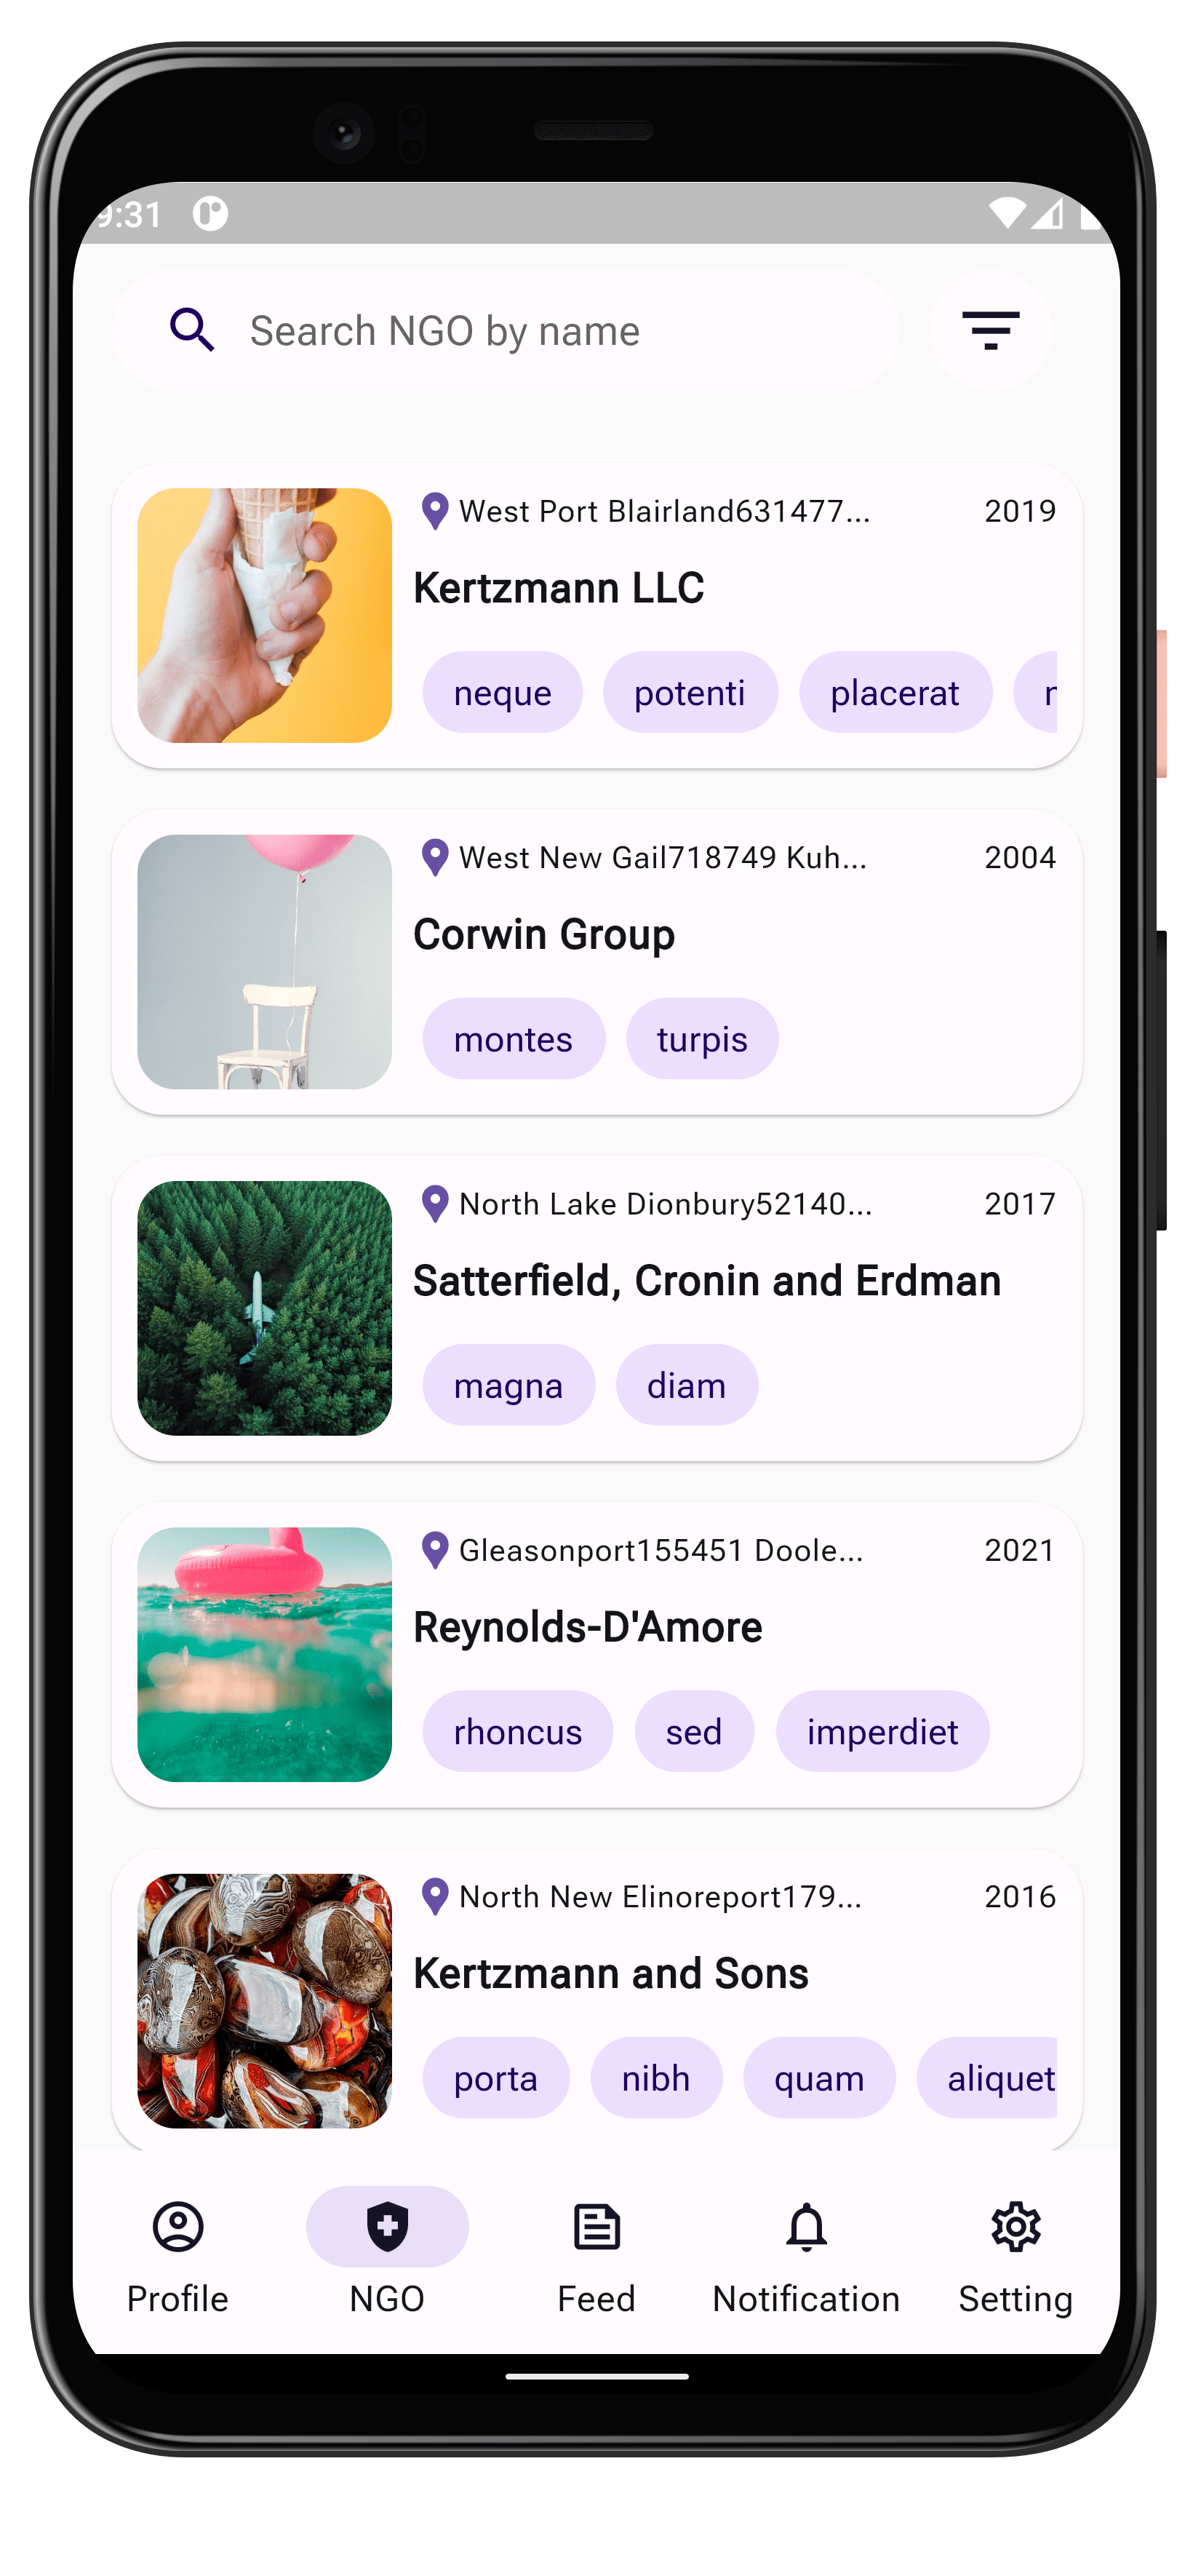 9:31
Search NGO by name
West Port Blairland631477... 2019
Kertzmann LLC
neque potenti placerat
West New Gail718749 Kuh... 2004
Corwin Group
montes turpis
North Lake Dionbury52140... 2017
Satterfield, Cronin and Erdman
magna diam
Gleasonport155451 Doole... 2021
Reynolds-D'Amore
rhoncus sed imperdiet
North New Elinoreport179... 2016
Kertzmann and Sons
porta nibh quam aliquet
Profile NGO Feed Notification Setting